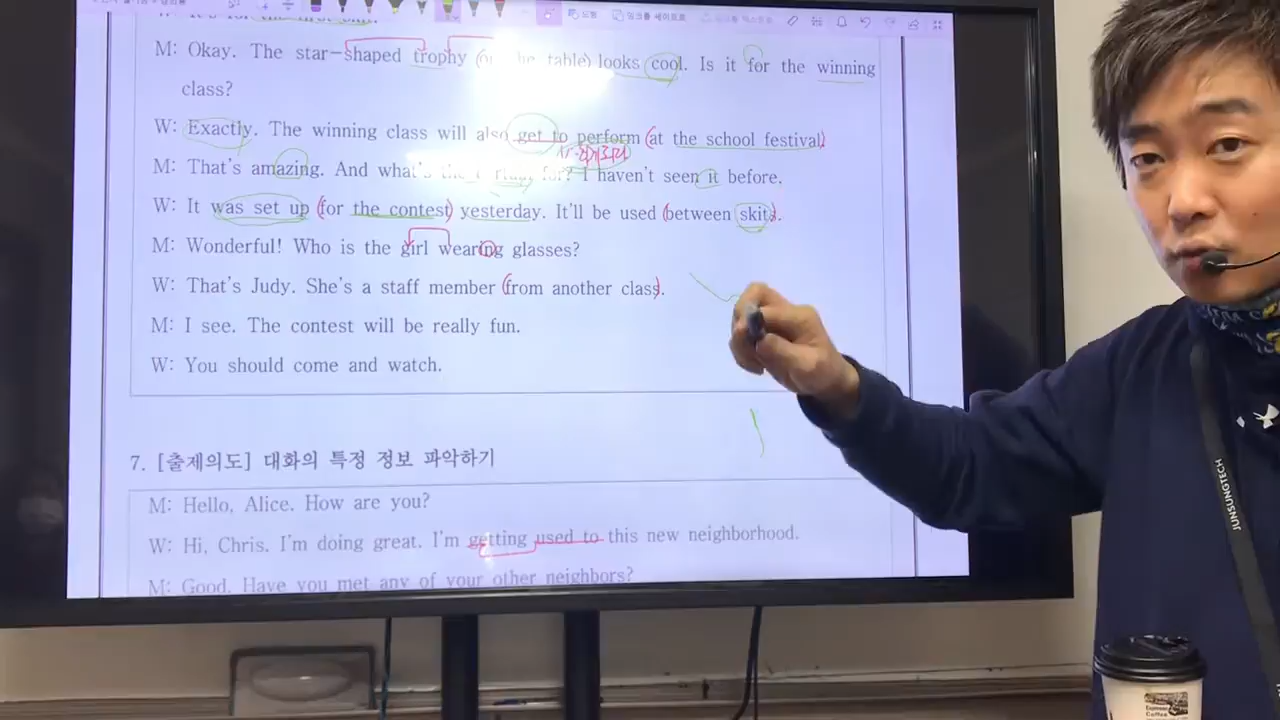 M: Okay. The star-shaped trophy table) looks cool. Is it for the winning
class?
W: Exactly. The winning class will also get to perform (at the school festival)
M: That's amazing. And what's for? I haven't seen it before.
W: It was set up (for the contest) yesterday. It'll be used (between skits).
M: Wonderful! Who is the girl wearing glasses?
W: That's Judy. She's a staff member (from another class).
M: I see. The contest will be really fun.
W: You should come and watch.
7. [출제의도] 대화의 특정 정보 파악하기
M: Hello, Alice. How are you?
W: Hi, Chris. I'm doing great. I'm getting used to this new neighborhood.
M: Good. Have you met any of your other neighbors?
JUNSUNGTECH
Espresso
Coffee